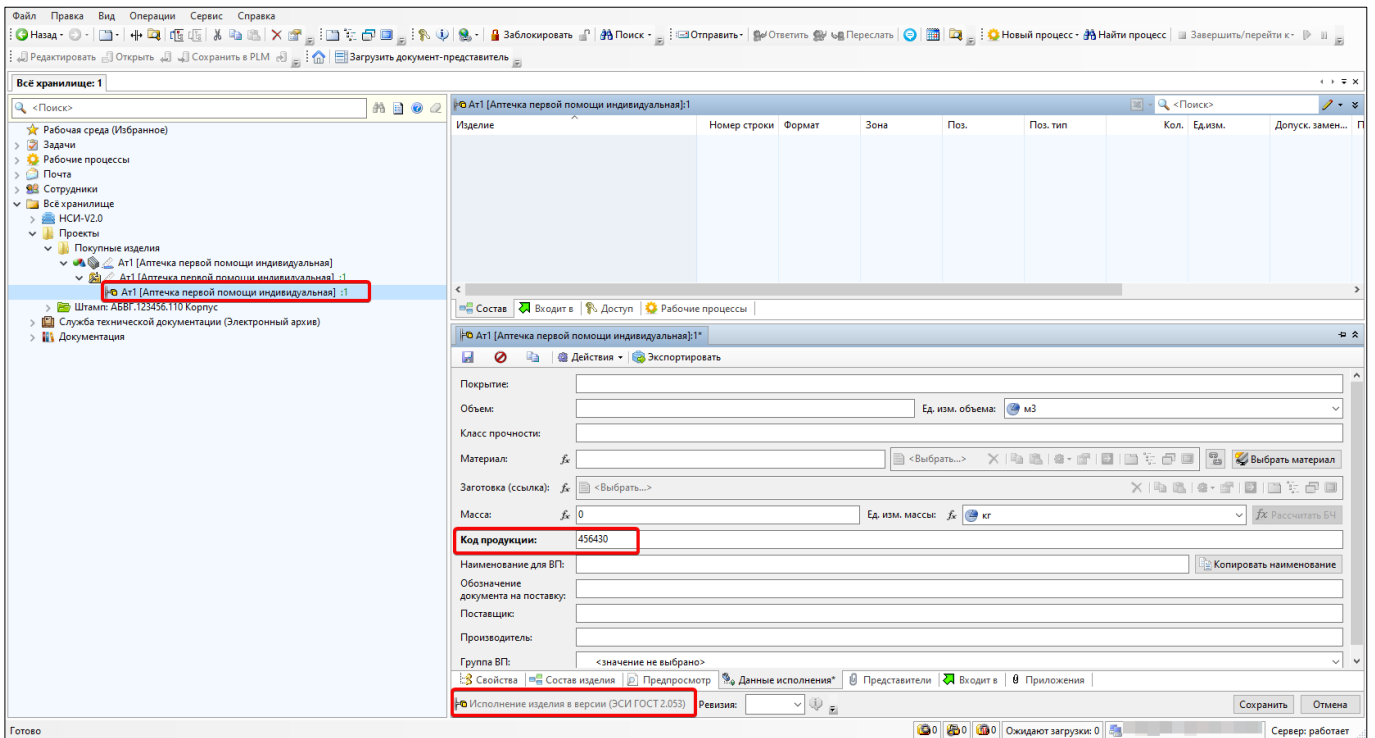 Файл Правка Вид Операции Сервис Справка
Назад Заблокировать Поиск Отправить Ответить Переслать Новый процесс Найти процесс Завершить/перейти к
Редактировать Открыть Сохранить в PLM Загрузить документ-представитель
Всё хранилище: 1
<Поиск>
Рабочая среда (Избранное)
Задачи
Рабочие процессы
Почта
Сотрудники
Всё хранилище
НСИ-V2.0
Проекты
Покупные изделия
Ат1 [Аптечка первой помощи индивидуальная]
Ат1 [Аптечка первой помощи индивидуальная] :1
Ат1 [Аптечка первой помощи индивидуальная] :1
Штамп: АБВГ.123456.110 Корпус
Служба технической документации (Электронный архив)
Документация
Ат1 [Аптечка первой помощи индивидуальная]:1 <Поиск>
Изделие Номер строки Формат Зона Поз. Поз. тип Кол. Ед.изм. Допуск. замен... П
Состав Входит в Доступ Рабочие процессы
Ат1 [Аптечка первой помощи индивидуальная]:1*
Действия Экспортировать
Покрытие:
Объем: Ед. изм. объема: м3
Класс прочности:
Материал: fx <Выбрать...> Выбрать материал
Заготовка (ссылка): fx <Выбрать...>
Масса: fx 0 Ед. изм. массы: fx кг fx Рассчитать БЧ
Код продукции: 456430
Наименование для ВП: Копировать наименование
Обозначение
документа на поставку:
Поставщик:
Производитель:
Группа ВП: <значение не выбрано>
Свойства Состав изделия Предпросмотр Данные исполнения* Представители Входит в Приложения
Исполнение изделия в версии (ЭСИ ГОСТ 2.053) Ревизия: Сохранить Отмена
Готово 0 0 0 Ожидают загрузки: 0 Сервер: работает